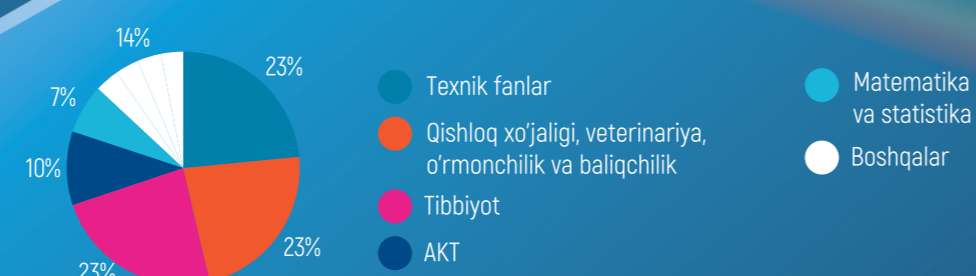 14%
23%
7%
10%
23%
23%
Texnik fanlar
Qishloq xo'jaligi, veterinariya,
o'rmonchilik va baliqchilik
Tibbiyot
AKT
Matematika
va statistika
Boshqalar